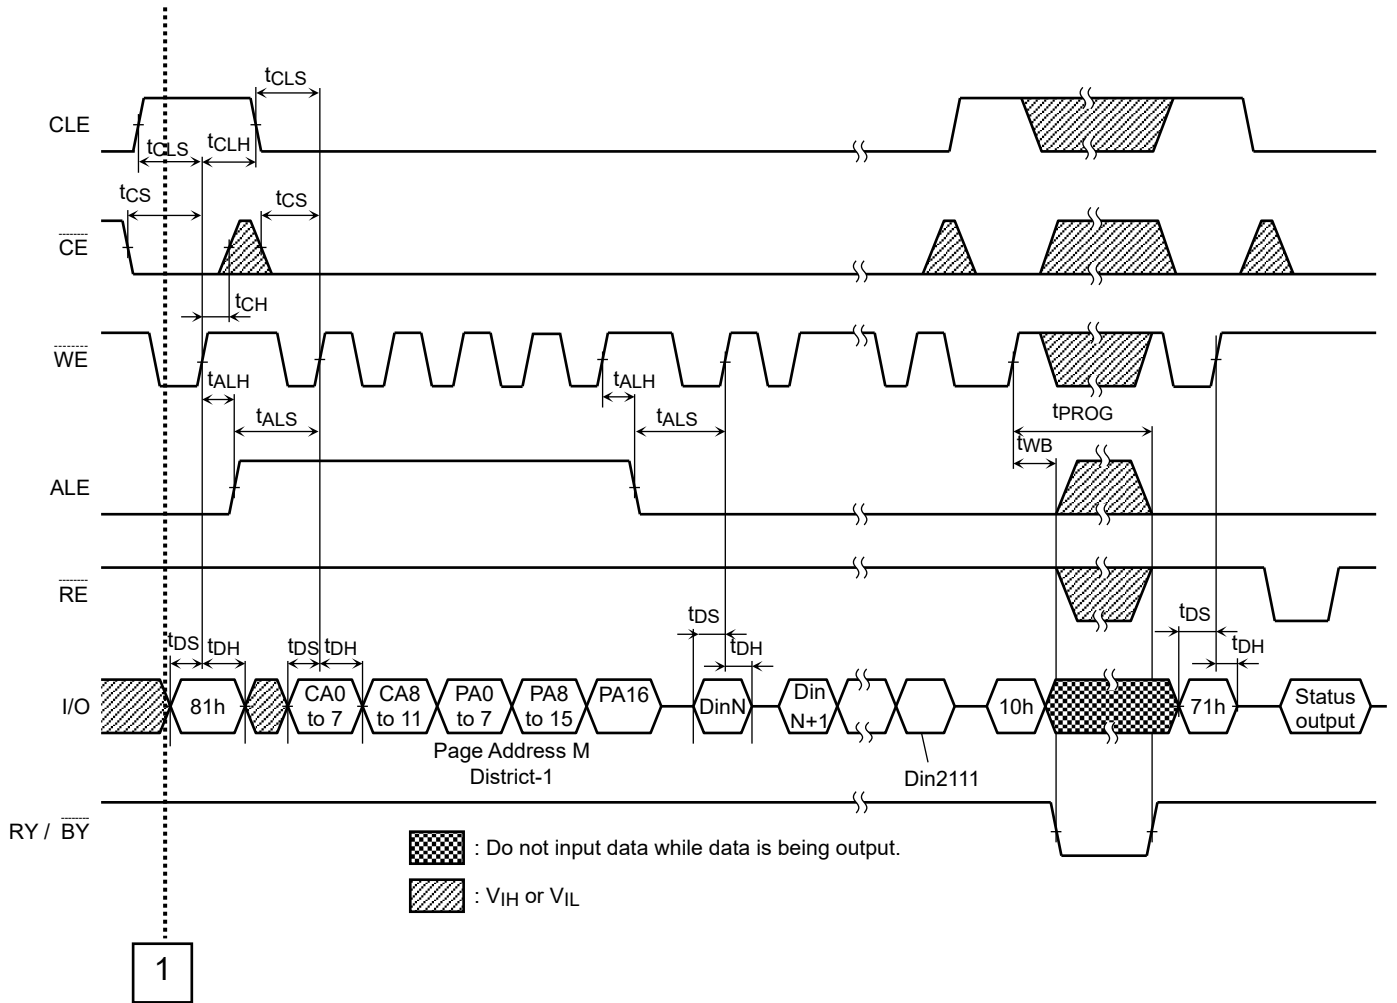 tCLS
CLE
tCLS
tCLH
tCS
tCS
CE
tCH
WE
tALH
tALH
tALS
tALS
tPROG
tWB
ALE
RE
tDS
tDH
tDS
tDH
tDS
tDH
tDS
tDH
I/O
81h
CA0
to 7
CA8
to 11
PA0
to 7
PA8
to 15
PA16
DinN
Din
N+1
10h
71h
Status
output
Page Address M
District-1
Din2111
RY / BY
: Do not input data while data is being output.
: VIH or VIL
1